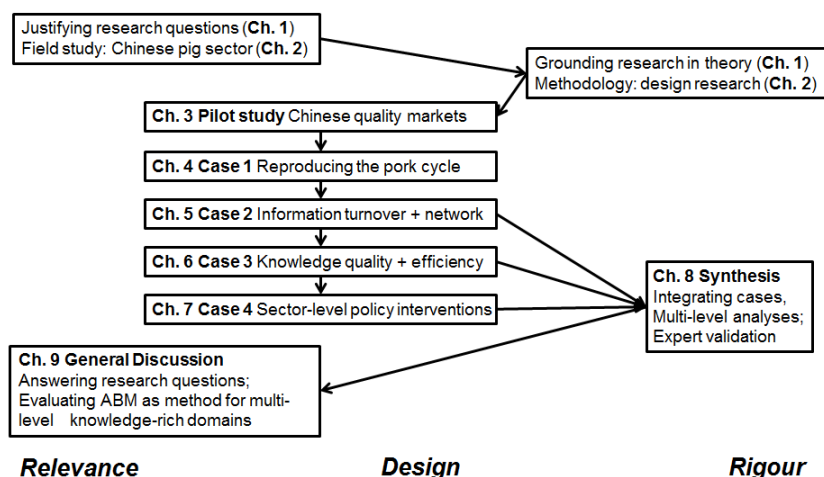 Justifying research questions (Ch. 1)
Field study: Chinese pig sector (Ch. 2)
Grounding research in theory (Ch. 1)
Methodology: design research (Ch. 2)
Ch. 3 Pilot study Chinese quality markets
Ch. 4 Case 1 Reproducing the pork cycle
Ch. 5 Case 2 Information turnover + network
Ch. 6 Case 3 Knowledge quality + efficiency
Ch. 7 Case 4 Sector-level policy interventions
Ch. 8 Synthesis
Integrating cases,
Multi-level analyses;
Expert validation
Ch. 9 General Discussion
Answering research questions;
Evaluating ABM as method for multi-
level knowledge-rich domains
Relevance Design Rigour